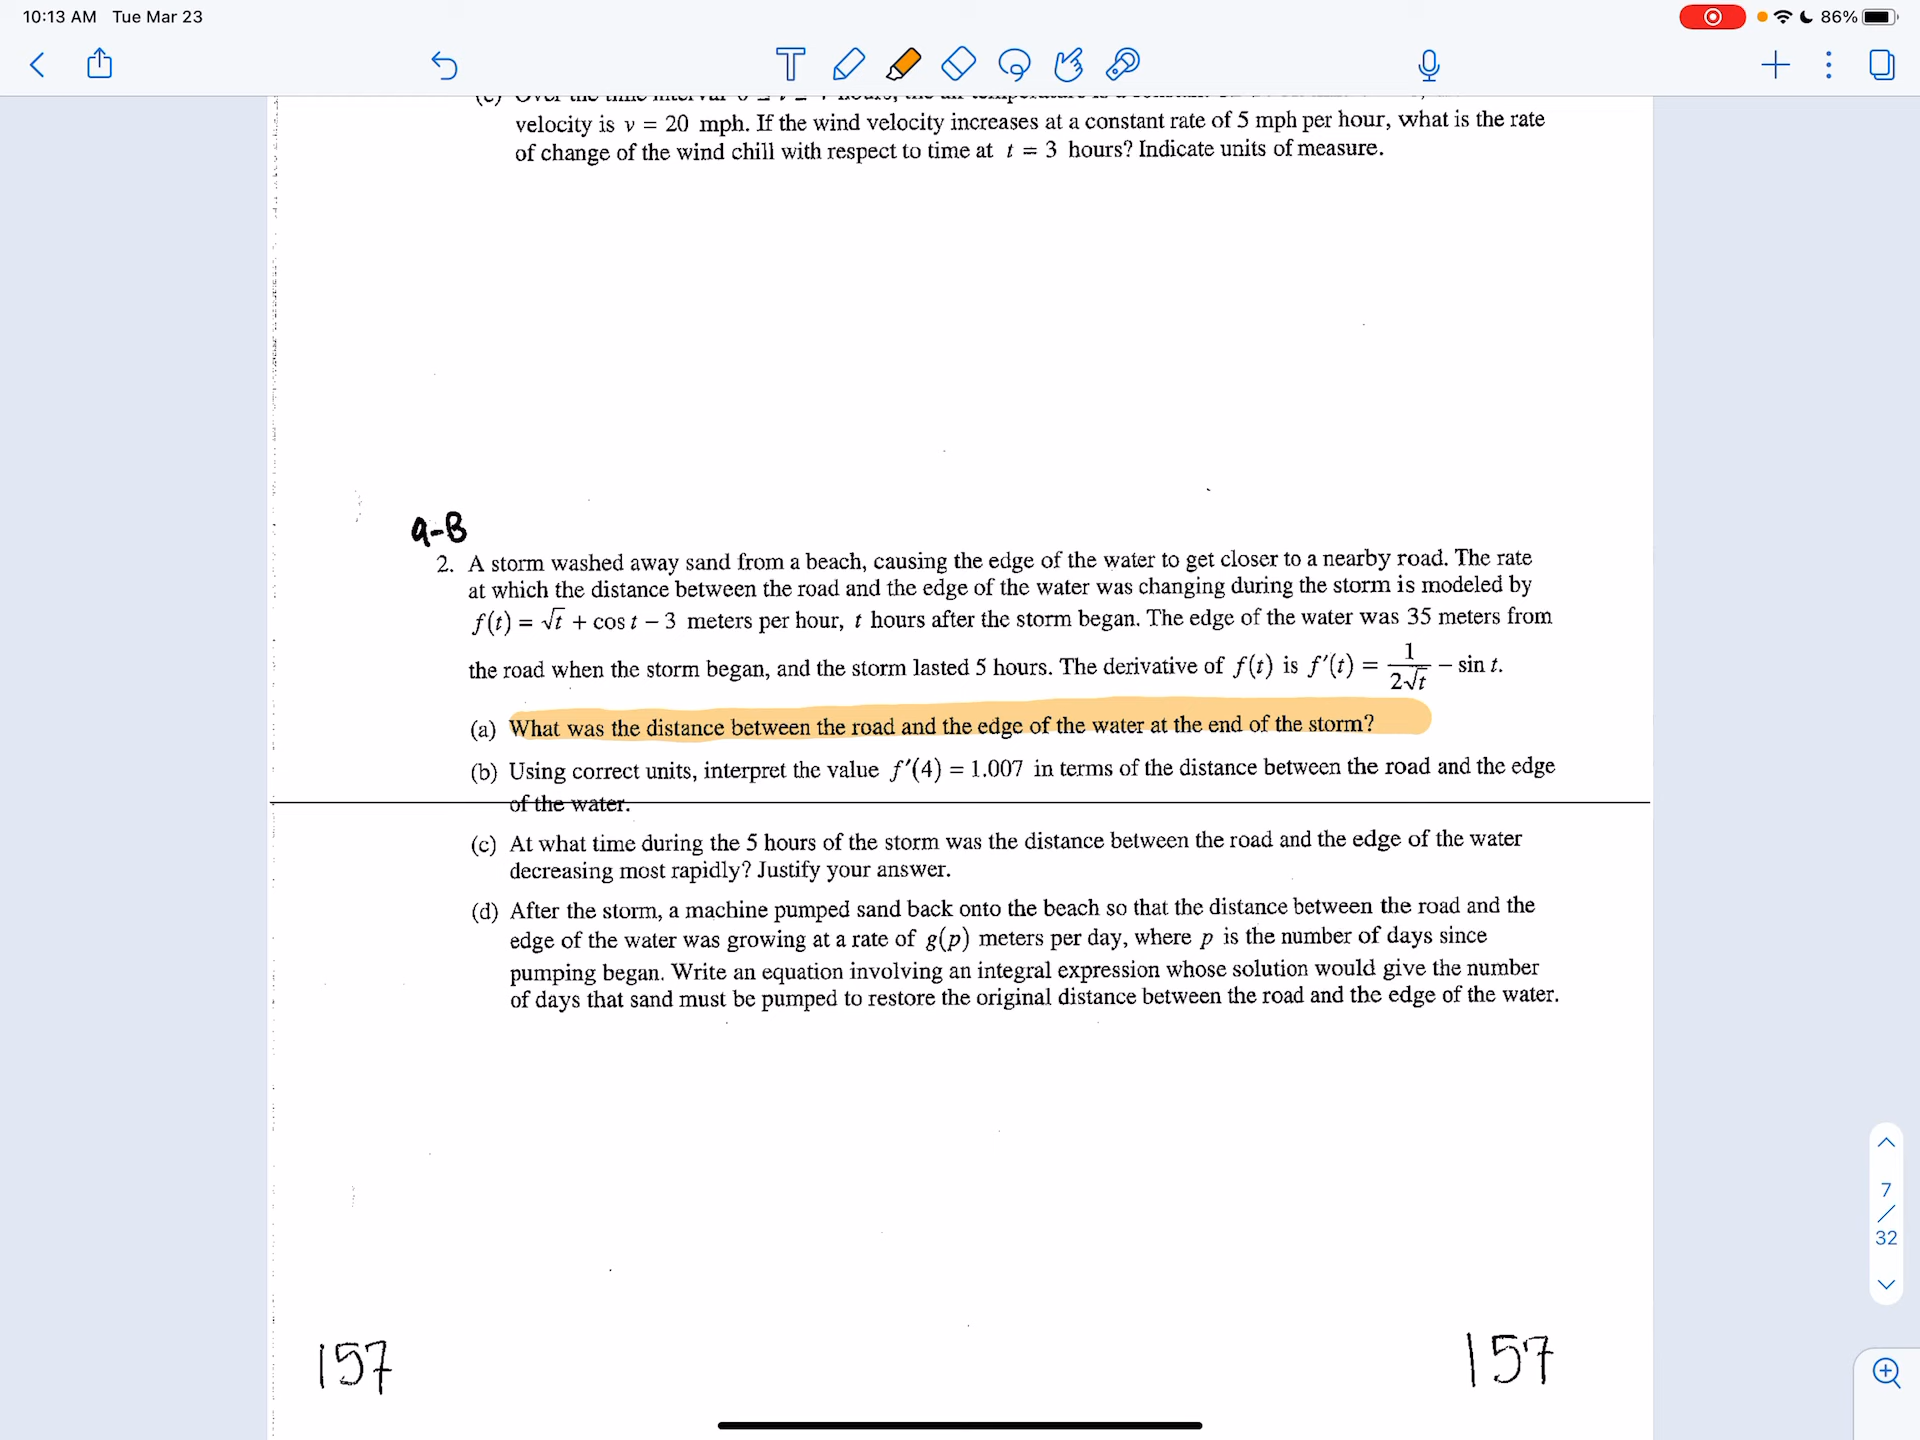 10:13 AM Tue Mar 23
86%
T
velocity is v = 20 mph. If the wind velocity increases at a constant rate of 5 mph per hour, what is the rate
of change of the wind chill with respect to time at t = 3 hours? Indicate units of measure.
9-B
2. A storm washed away sand from a beach, causing the edge of the water to get closer to a nearby road. The rate
at which the distance between the road and the edge of the water was changing during the storm is modeled by
f(t) = √t + cos t − 3 meters per hour, t hours after the storm began. The edge of the water was 35 meters from
the road when the storm began, and the storm lasted 5 hours. The derivative of f(t) is f′(t) = 1/(2√t) − sin t.
(a) What was the distance between the road and the edge of the water at the end of the storm?
(b) Using correct units, interpret the value f′(4) = 1.007 in terms of the distance between the road and the edge
of the water.
(c) At what time during the 5 hours of the storm was the distance between the road and the edge of the water
decreasing most rapidly? Justify your answer.
(d) After the storm, a machine pumped sand back onto the beach so that the distance between the road and the
edge of the water was growing at a rate of g(p) meters per day, where p is the number of days since
pumping began. Write an equation involving an integral expression whose solution would give the number
of days that sand must be pumped to restore the original distance between the road and the edge of the water.
7
/
32
157
157